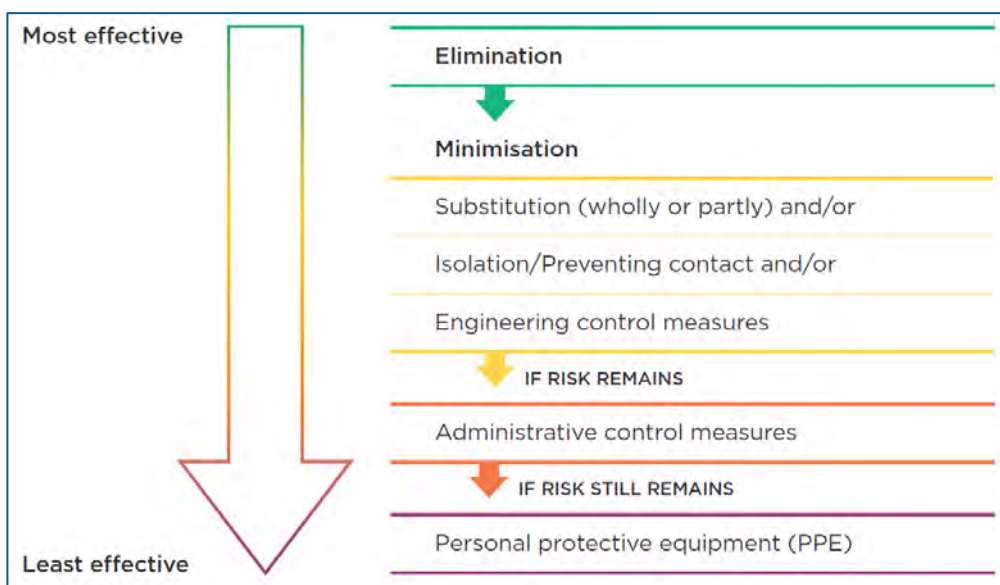 Most effective
Elimination
Minimisation
Substitution (wholly or partly) and/or
Isolation/Preventing contact and/or
Engineering control measures
IF RISK REMAINS
Administrative control measures
IF RISK STILL REMAINS
Personal protective equipment (PPE)
Least effective